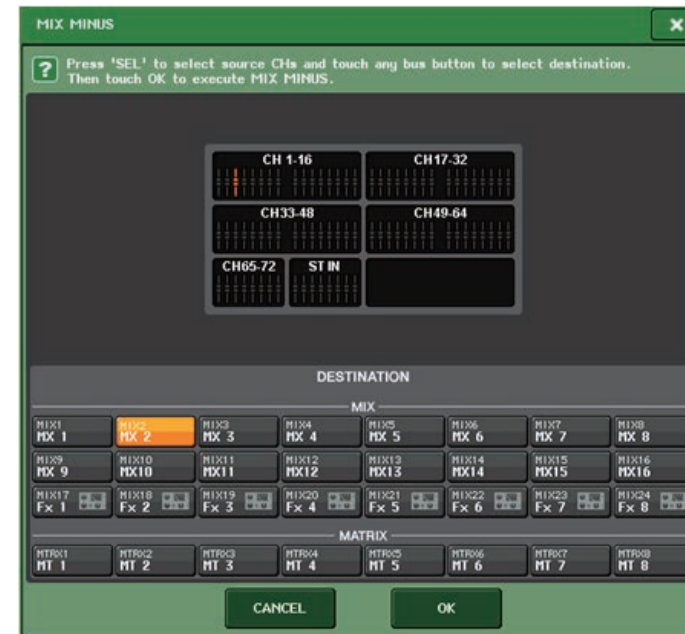 MIX MINUS
Press 'SEL' to select source CHs and touch any bus button to select destination.
Then touch OK to execute MIX MINUS.
CH 1-16 CH17-32
CH33-48 CH49-64
CH65-72 ST IN
DESTINATION
MIX
MIX1 MIX2 MIX3 MIX4 MIX5 MIX6 MIX7 MIX8
MX 1 MX 2 MX 3 MX 4 MX 5 MX 6 MX 7 MX 8
MIX9 MIX10 MIX11 MIX12 MIX13 MIX14 MIX15 MIX16
MX 9 MX10 MX11 MX12 MX13 MX14 MX15 MX16
MIX17 MIX18 MIX19 MIX20 MIX21 MIX22 MIX23 MIX24
Fx 1 Fx 2 Fx 3 Fx 4 Fx 5 Fx 6 Fx 7 Fx 8
MATRIX
MTRX1 MTRX2 MTRX3 MTRX4 MTRX5 MTRX6 MTRX7 MTRX8
MT 1 MT 2 MT 3 MT 4 MT 5 MT 6 MT 7 MT 8
CANCEL OK